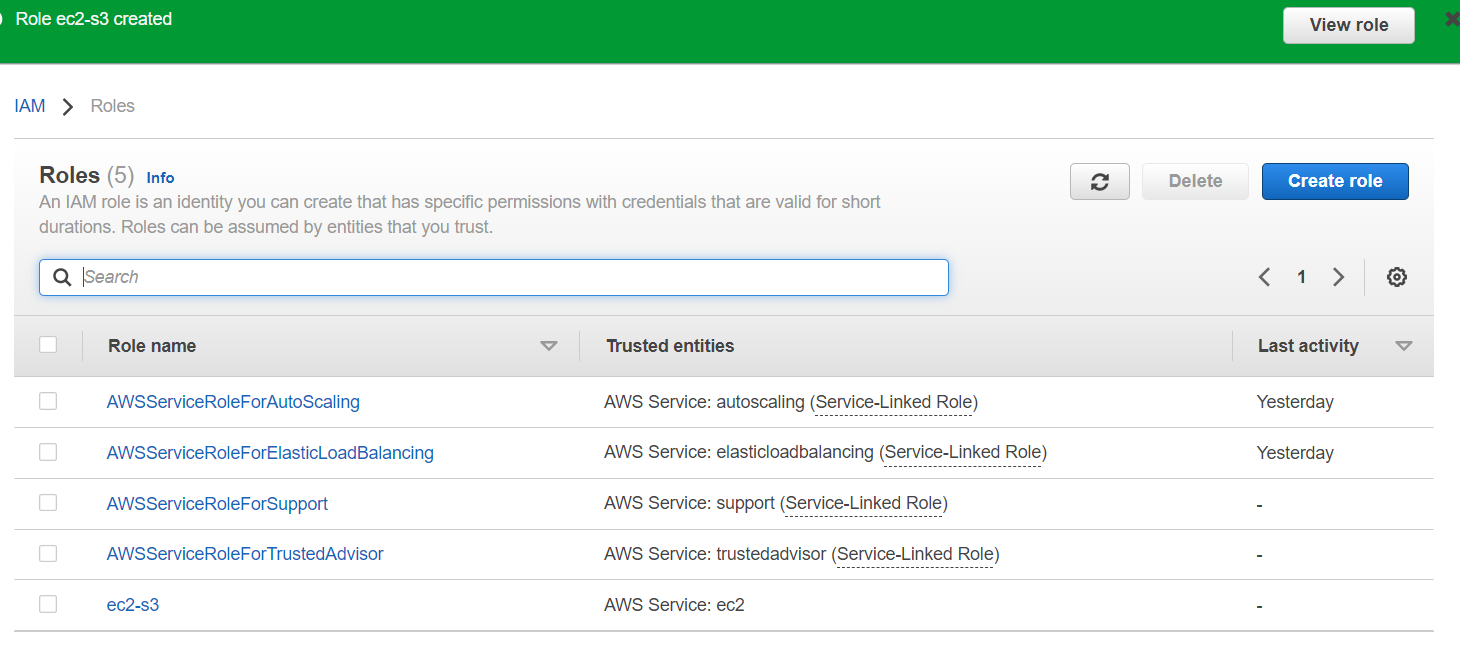 Role ec2-s3 created
View role
IAM
Roles
Roles (5) Info
Delete
Create role
An IAM role is an identity you can create that has specific permissions with credentials that are valid for short
durations. Roles can be assumed by entities that you trust.
Search
1
Role name Trusted entities Last activity
AWSServiceRoleForAutoScaling AWS Service: autoscaling (Service-Linked Role) Yesterday
AWSServiceRoleForElasticLoadBalancing AWS Service: elasticloadbalancing (Service-Linked Role) Yesterday
AWSServiceRoleForSupport AWS Service: support (Service-Linked Role) -
AWSServiceRoleForTrustedAdvisor AWS Service: trustedadvisor (Service-Linked Role) -
ec2-s3 AWS Service: ec2 -